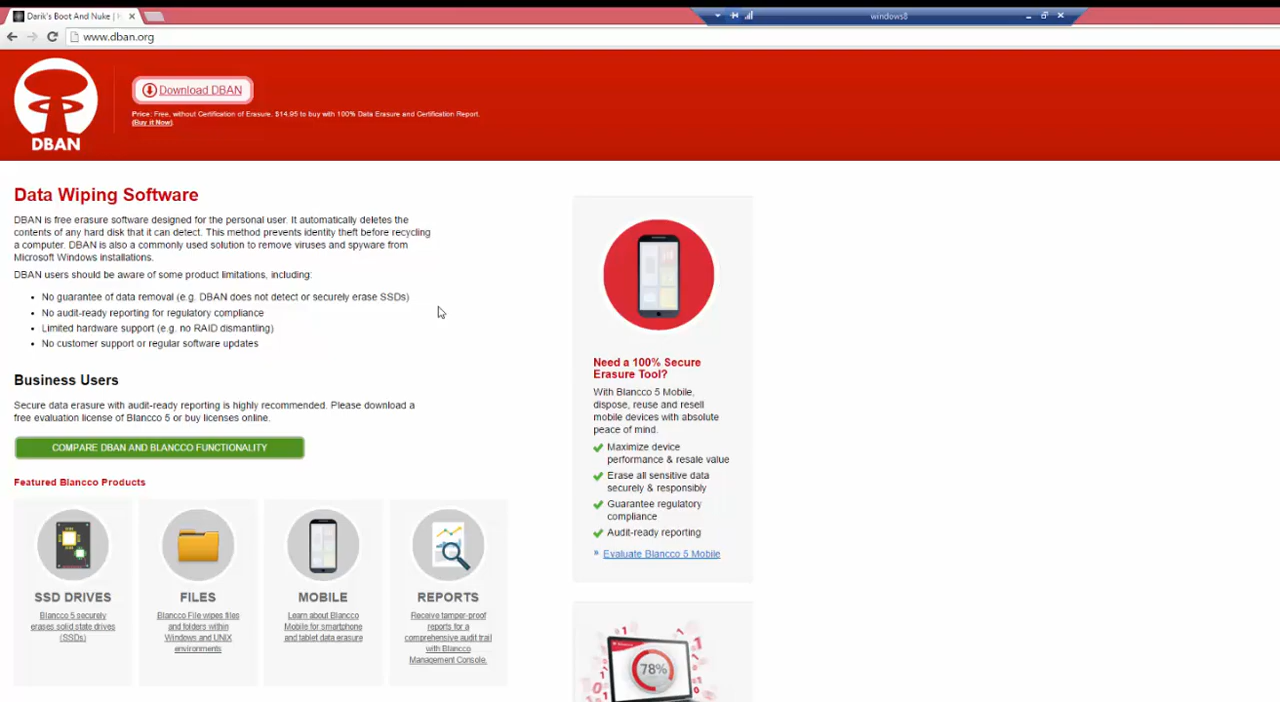 Darik's Boot And Nuke |
windows8
www.dban.org
DBAN
Download DBAN
Price: Free, without Certification of Erasure. $14.95 to buy with 100% Data Erasure and Certification Report.
(Buy it Now).
Data Wiping Software
DBAN is free erasure software designed for the personal user. It automatically deletes the
contents of any hard disk that it can detect. This method prevents identity theft before recycling
a computer. DBAN is also a commonly used solution to remove viruses and spyware from
Microsoft Windows installations.
DBAN users should be aware of some product limitations, including:
• No guarantee of data removal (e.g. DBAN does not detect or securely erase SSDs)
• No audit-ready reporting for regulatory compliance
• Limited hardware support (e.g. no RAID dismantling)
• No customer support or regular software updates
Business Users
Secure data erasure with audit-ready reporting is highly recommended. Please download a
free evaluation license of Blancco 5 or buy licenses online.
COMPARE DBAN AND BLANCCO FUNCTIONALITY
Featured Blancco Products
SSD DRIVES
Blancco 5 securely
erases solid state drives
(SSDs)
FILES
Blancco File wipes files
and folders within
Windows and UNIX
environments
MOBILE
Learn about Blancco
Mobile for smartphone
and tablet data erasure
REPORTS
Receive tamper-proof
reports for a
comprehensive audit trail
with Blancco
Management Console.
Need a 100% Secure
Erasure Tool?
With Blancco 5 Mobile,
dispose, reuse and resell
mobile devices with absolute
peace of mind.
Maximize device
performance & resale value
Erase all sensitive data
securely & responsibly
Guarantee regulatory
compliance
Audit-ready reporting
» Evaluate Blancco 5 Mobile
78%